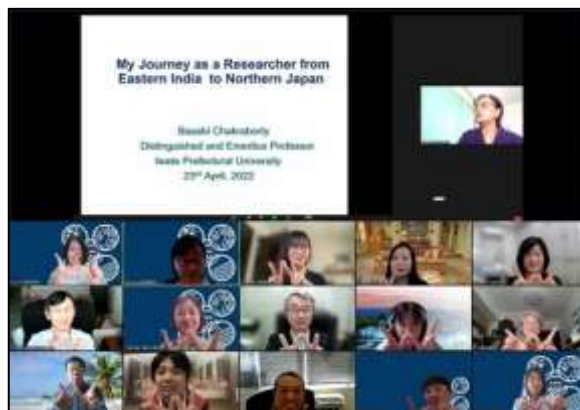 My Journey as a Researcher from
Eastern India to Northern Japan
Basabi Chakraborty
Distinguished and Emeritus Professor
Iwate Prefectural University
23rd April, 2022